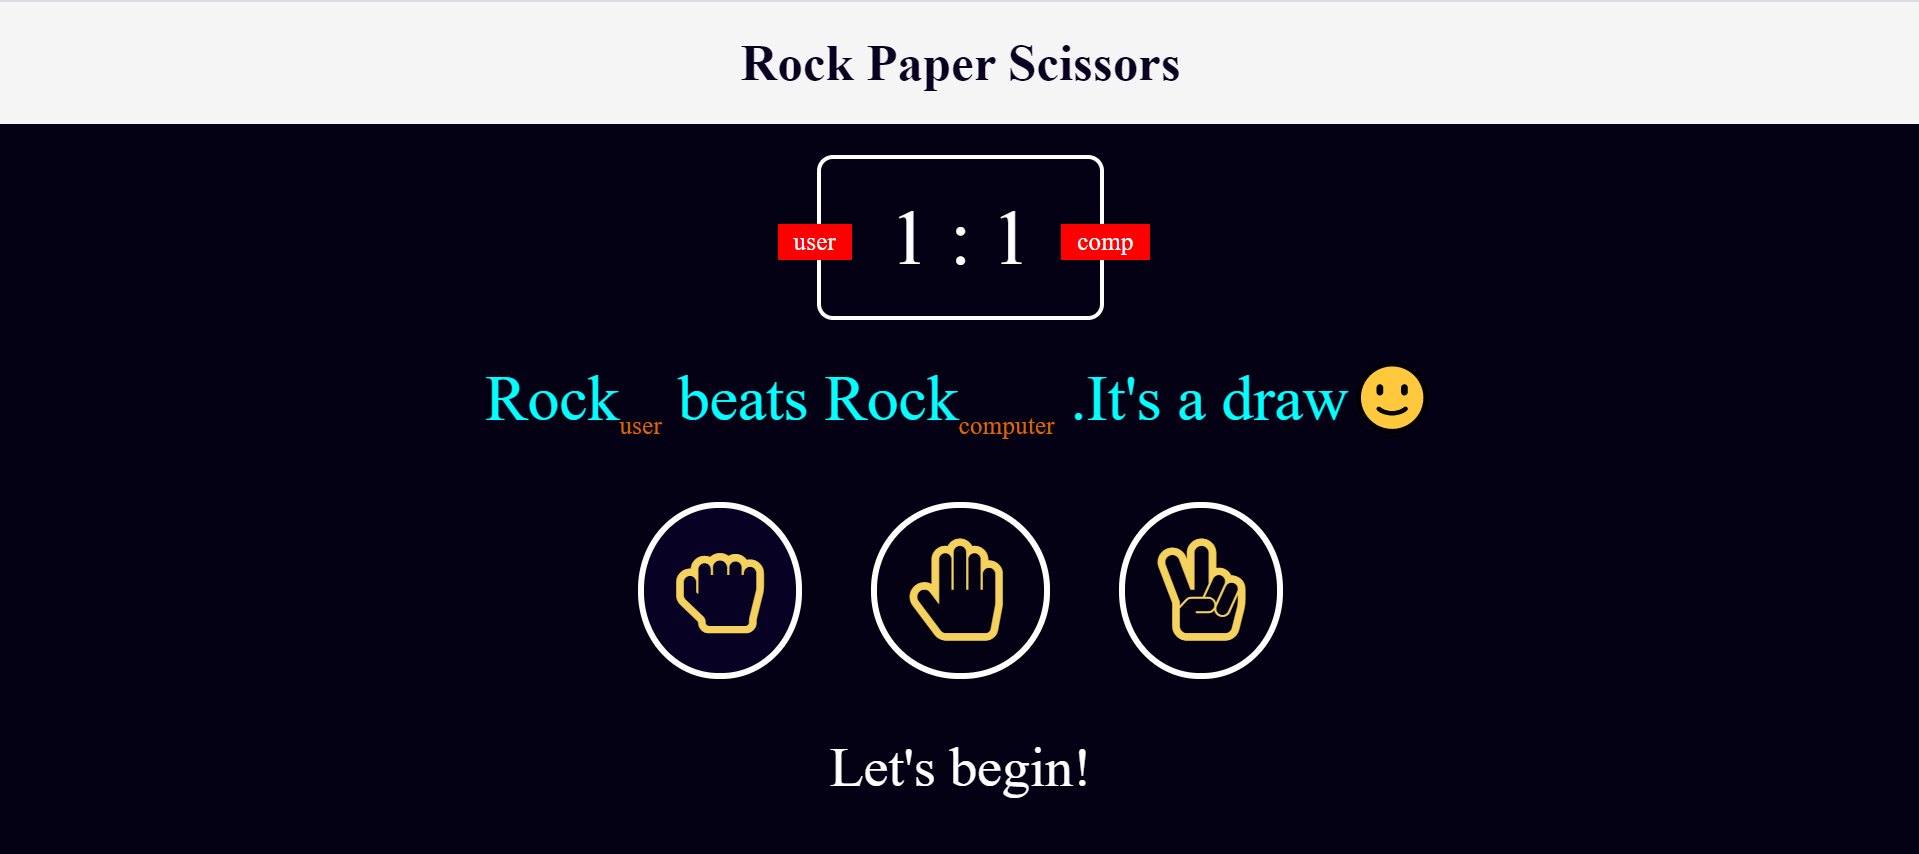 Rock Paper Scissors
user 1 : 1 comp
Rock user beats Rock computer .It's a draw🙂
Let's begin!